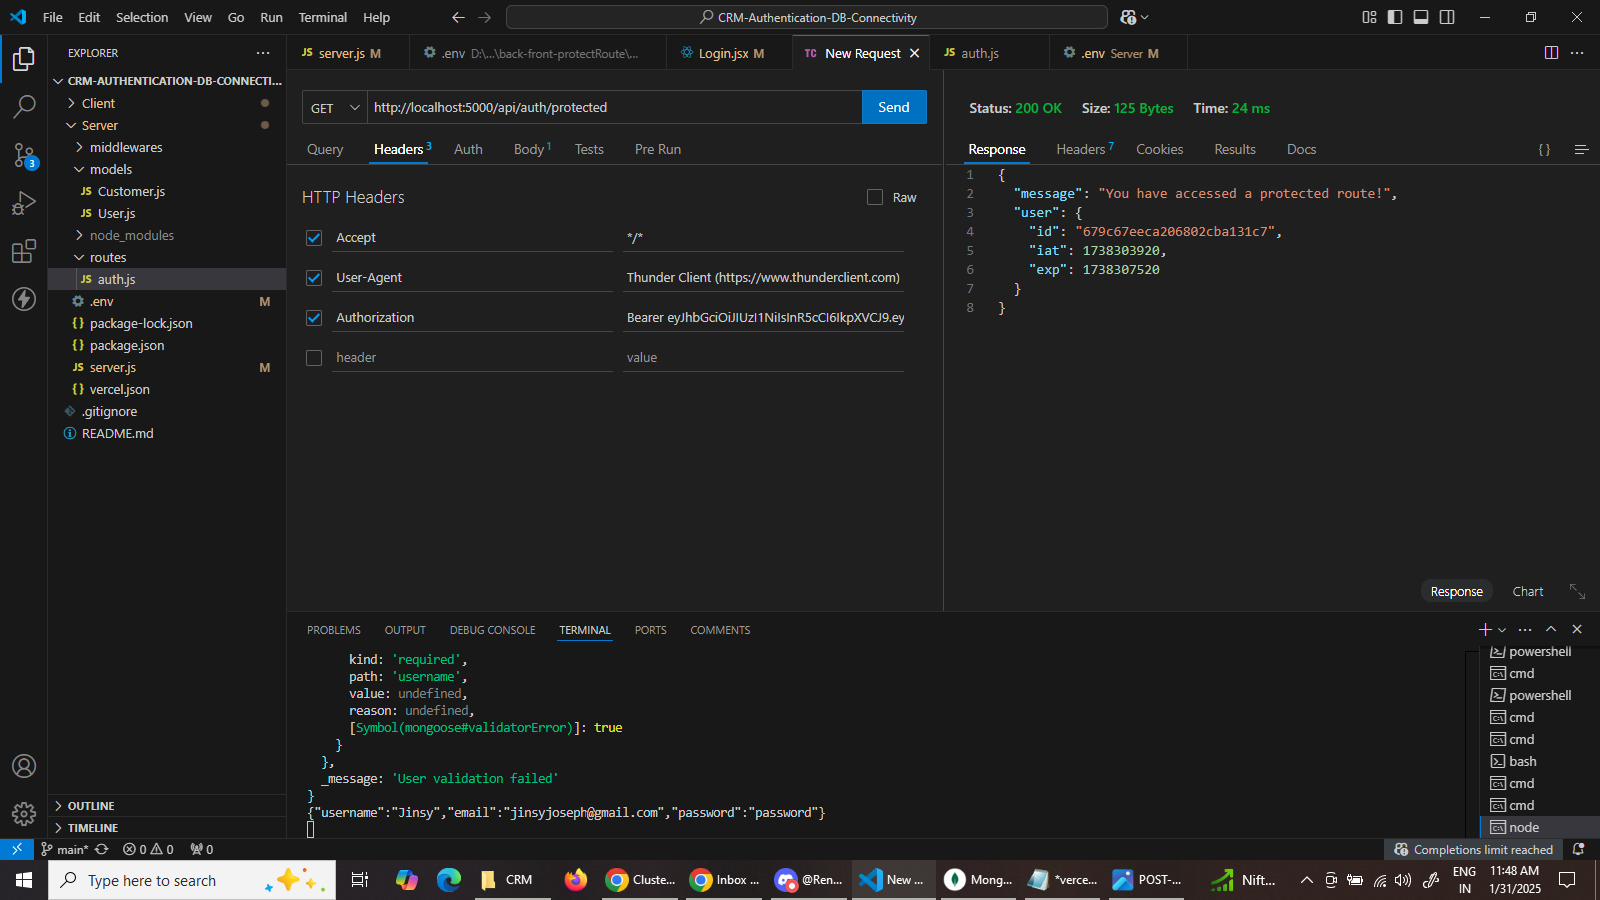 File Edit Selection View Go Run Terminal Help
CRM-Authentication-DB-Connectivity
EXPLORER
CRM-AUTHENTICATION-DB-CONNECTI...
Client
Server
middlewares
models
JS Customer.js
JS User.js
node_modules
routes
JS auth.js
.env M
{} package-lock.json
{} package.json
JS server.js M
{} vercel.json
.gitignore
README.md
OUTLINE
TIMELINE
3
JS server.js M
.env D:\...\back-front-protectRoute\...
Login.jsx M
TC New Request
JS auth.js
.env Server M
GET http://localhost:5000/api/auth/protected Send
Query Headers 3 Auth Body 1 Tests Pre Run
HTTP Headers Raw
Accept */*
User-Agent Thunder Client (https://www.thunderclient.com)
Authorization Bearer eyJhbGciOiJIUzI1NiIsInR5cCI6IkpXVCJ9.ey
header value
Status: 200 OK Size: 125 Bytes Time: 24 ms
Response Headers 7 Cookies Results Docs {}
1 {
2 "message": "You have accessed a protected route!",
3 "user": {
4 "id": "679c67eeca206802cba131c7",
5 "iat": 1738303920,
6 "exp": 1738307520
7 }
8 }
Response Chart
PROBLEMS OUTPUT DEBUG CONSOLE TERMINAL PORTS COMMENTS
kind: 'required',
path: 'username',
value: undefined,
reason: undefined,
[Symbol(mongoose#validatorError)]: true
}
},
_message: 'User validation failed'
}
{"username":"Jinsy","email":"jinsyjoseph@gmail.com","password":"password"}
powershell
cmd
powershell
cmd
cmd
bash
cmd
cmd
node
main* 0 0 0 Completions limit reached
Type here to search
CRM
Cluste...
Inbox ...
@Ren...
New ...
Mong...
*verce...
POST-...
Nift...
ENG
IN
11:48 AM
1/31/2025